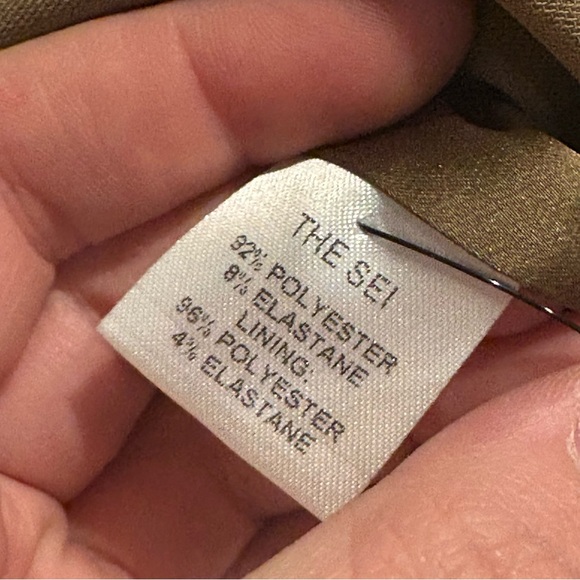 THE SEI
92% POLYESTER
8% ELASTANE
LINING:
96% POLYESTER
4% ELASTANE